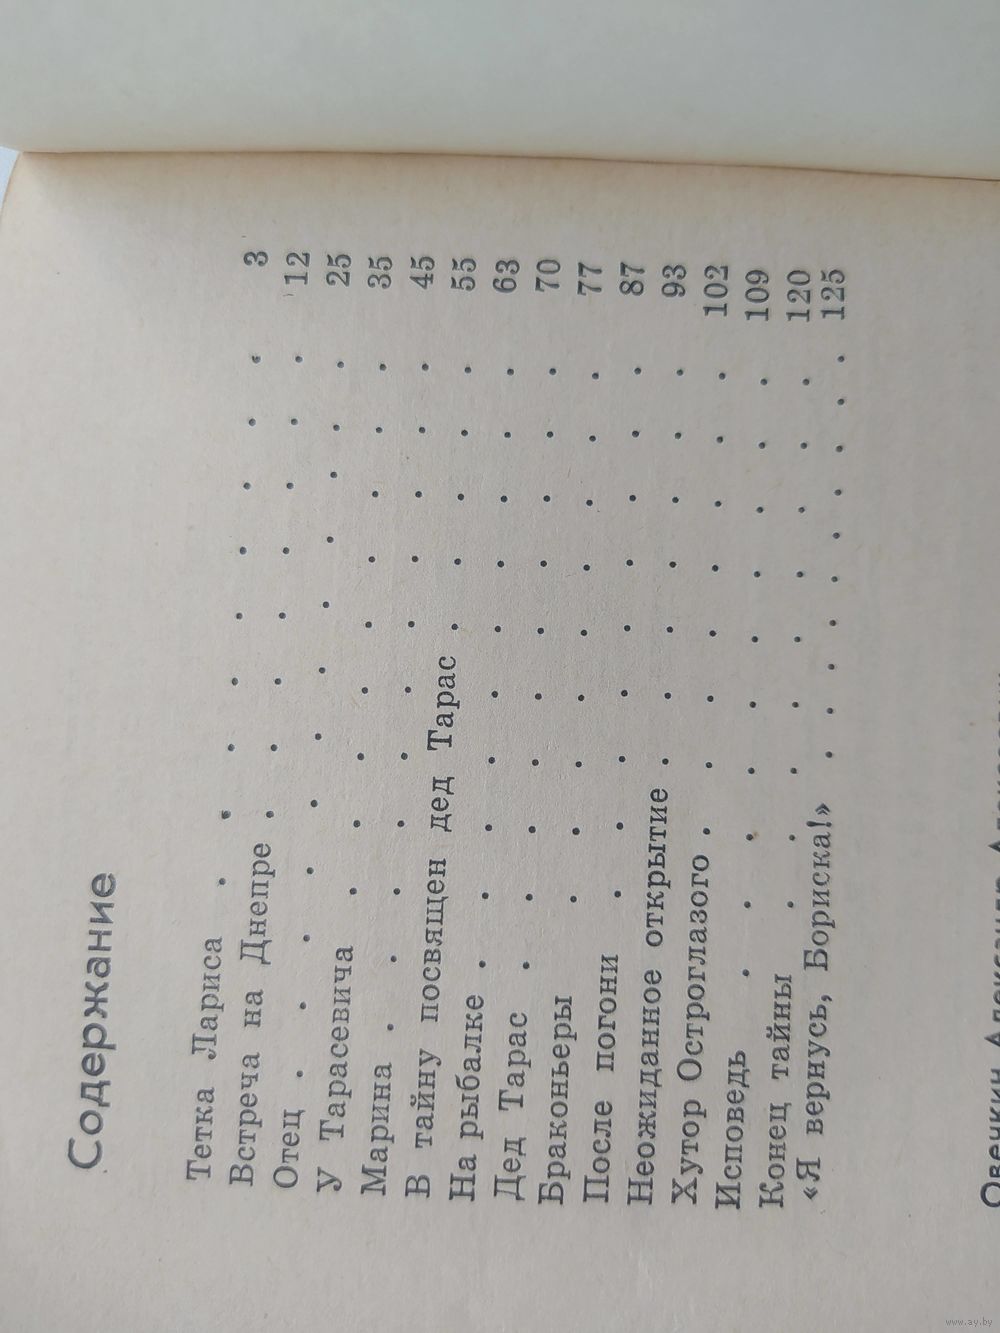 Содержание
Тетка Лариса . . . . . . . . . 3
Встреча на Днепре . . . . . . . . 12
Отец . . . . . . . . . . . 25
У Тарасевича . . . . . . . . . 35
Марина . . . . . . . . . . . 45
В тайну посвящен дед Тарас . . . . . 55
На рыбалке . . . . . . . . . . 63
Дед Тарас . . . . . . . . . . 70
Браконьеры . . . . . . . . . 77
После погони . . . . . . . . . 87
Неожиданное открытие . . . . . . . 93
Хутор Остроглазого . . . . . . . . 102
Исповедь . . . . . . . . . . 109
Конец тайны . . . . . . . . . 120
«Я вернусь, Бориска!» . . . . . . . . . . 125
www.ay.by